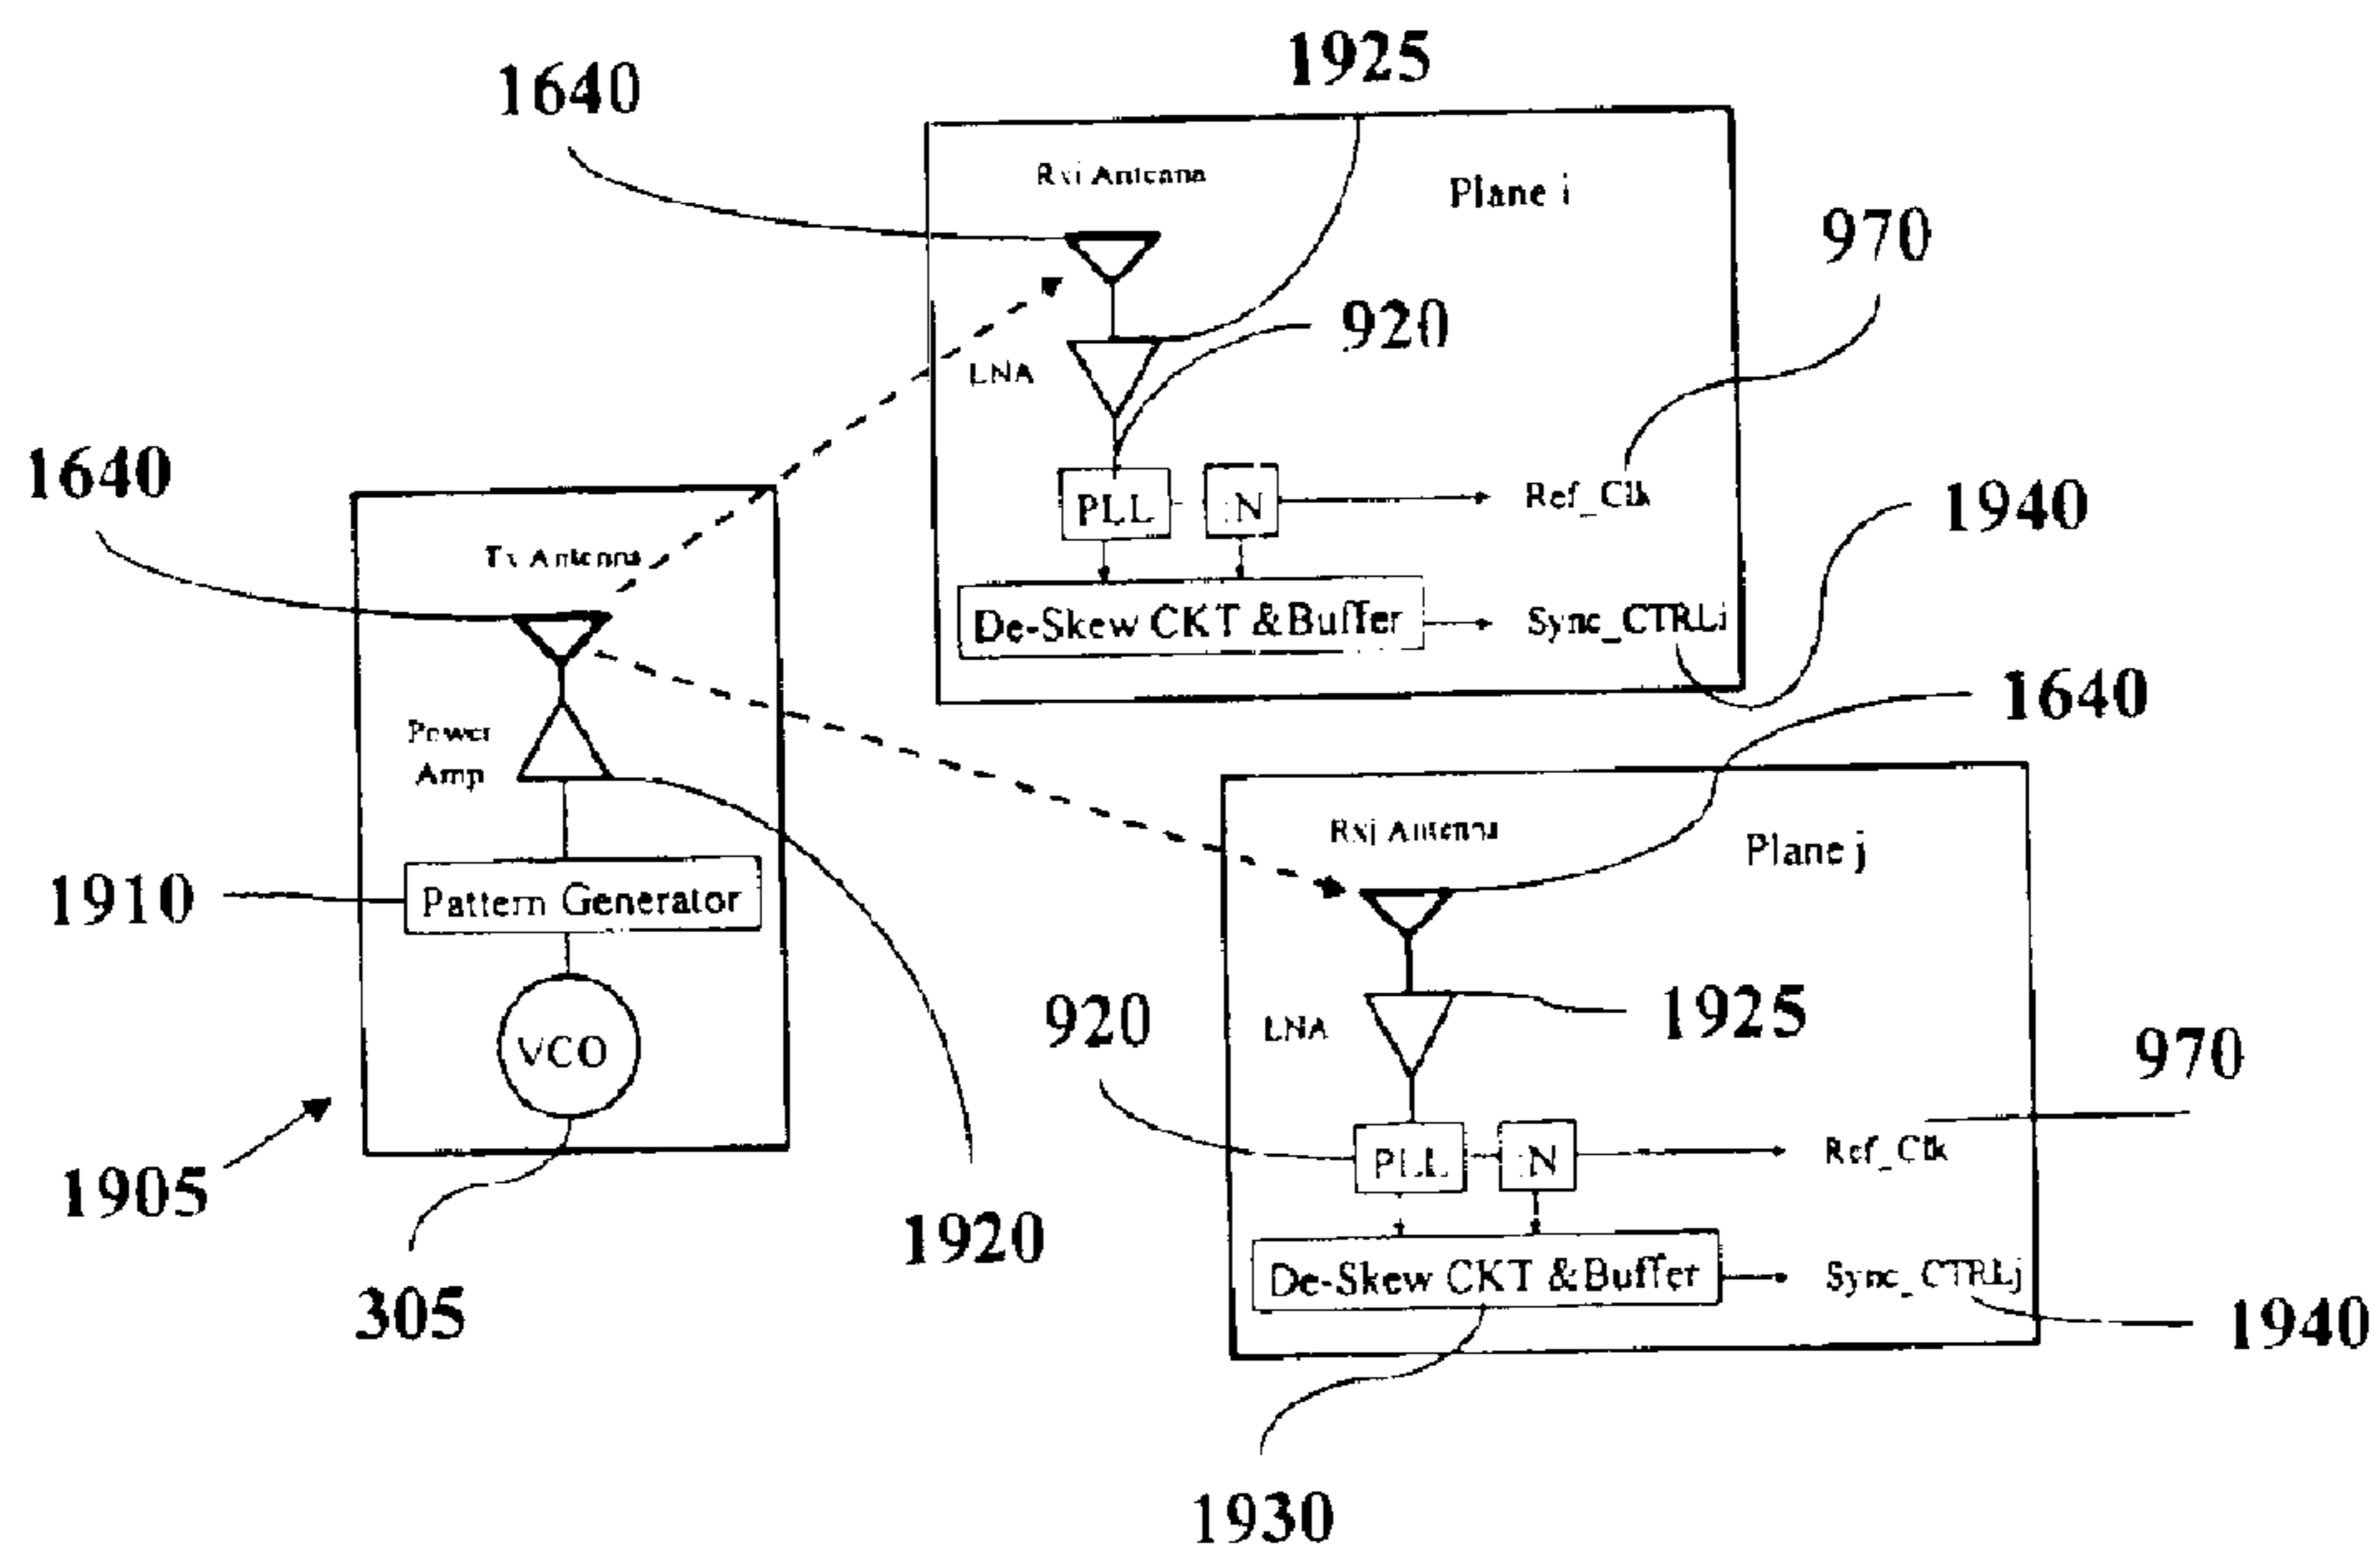 1925
1640
Rxi Antenna
Plane i
970
920
LNA
1640
PLL
:N
Ref_Clk
1940
Tx Antenna
De-Skew CKT & Buffer
Sync_CTRLi
1640
Power
Amp
Rxj Antenna
Plane j
1910
Pattern Generator
920
LNA
1925
970
VCO
1905
PLL
:N
Ref_Clk
1920
De-Skew CKT & Buffer
Sync_CTRLj
305
1940
1930